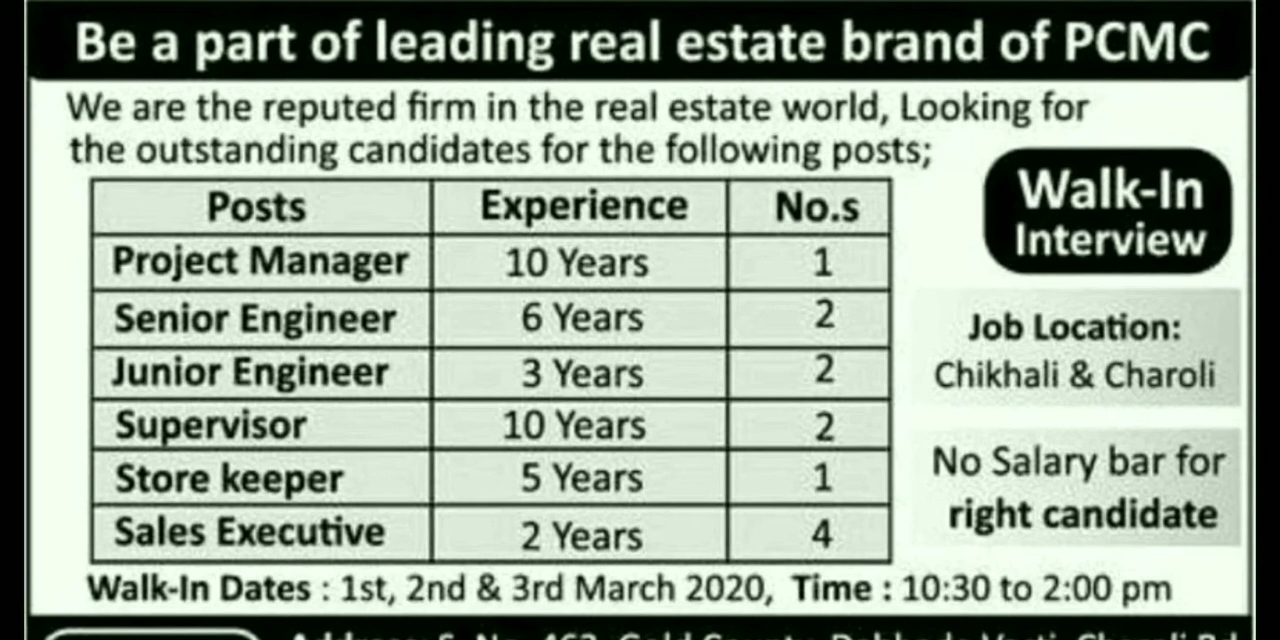 Be a part of leading real estate brand of PCMC
We are the reputed firm in the real estate world, Looking for
the outstanding candidates for the following posts;
Walk-In
Interview
Posts Experience No.s
Project Manager 10 Years 1
Senior Engineer 6 Years 2
Junior Engineer 3 Years 2
Supervisor 10 Years 2
Store keeper 5 Years 1
Sales Executive 2 Years 4
Job Location:
Chikhali & Charoli
No Salary bar for
right candidate
Walk-In Dates : 1st, 2nd & 3rd March 2020, Time : 10:30 to 2:00 pm